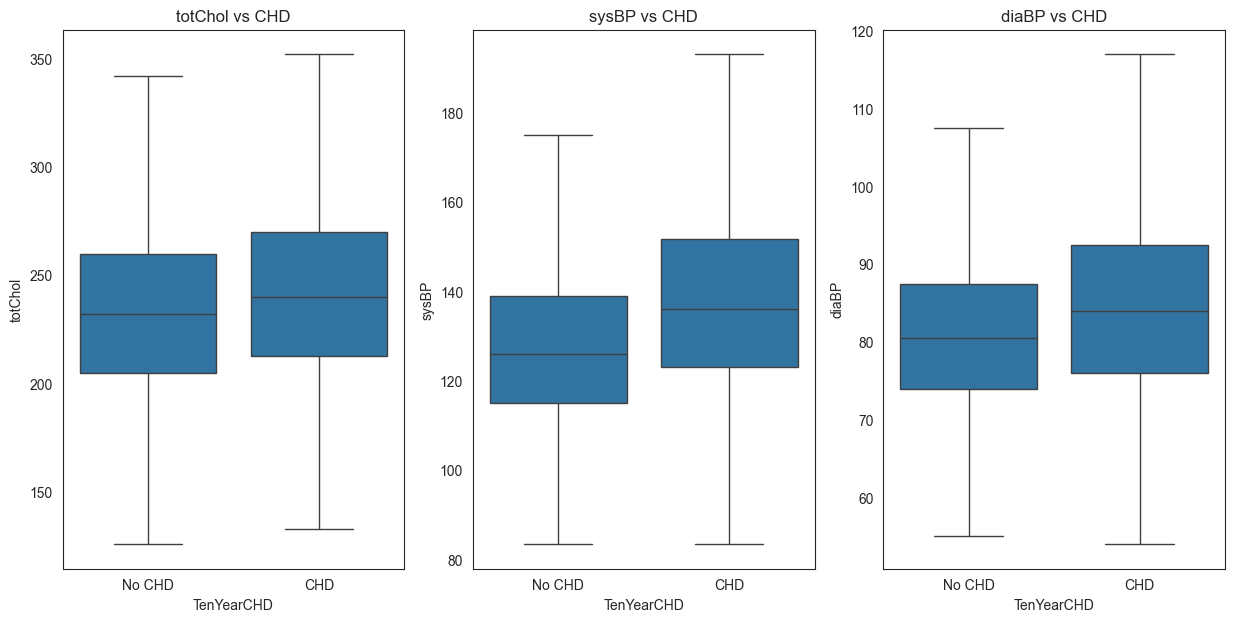 totChol vs CHD
totChol
350
300
250
200
150
No CHD
CHD
TenYearCHD
sysBP vs CHD
sysBP
180
160
140
120
100
80
No CHD
CHD
TenYearCHD
diaBP vs CHD
diaBP
120
110
100
90
80
70
60
No CHD
CHD
TenYearCHD